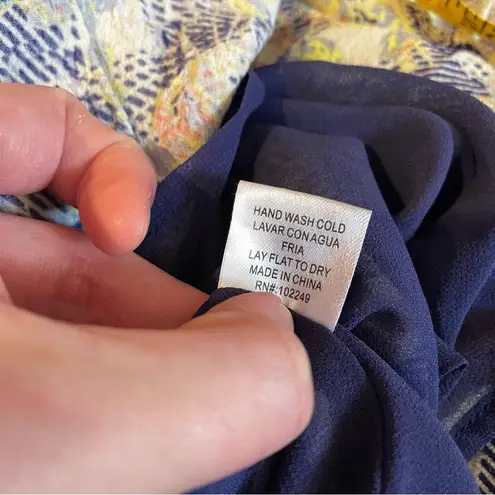 HAND WASH COLD
LAVAR CON AGUA
FRIA
LAY FLAT TO DRY
MADE IN CHINA
RN#:102249